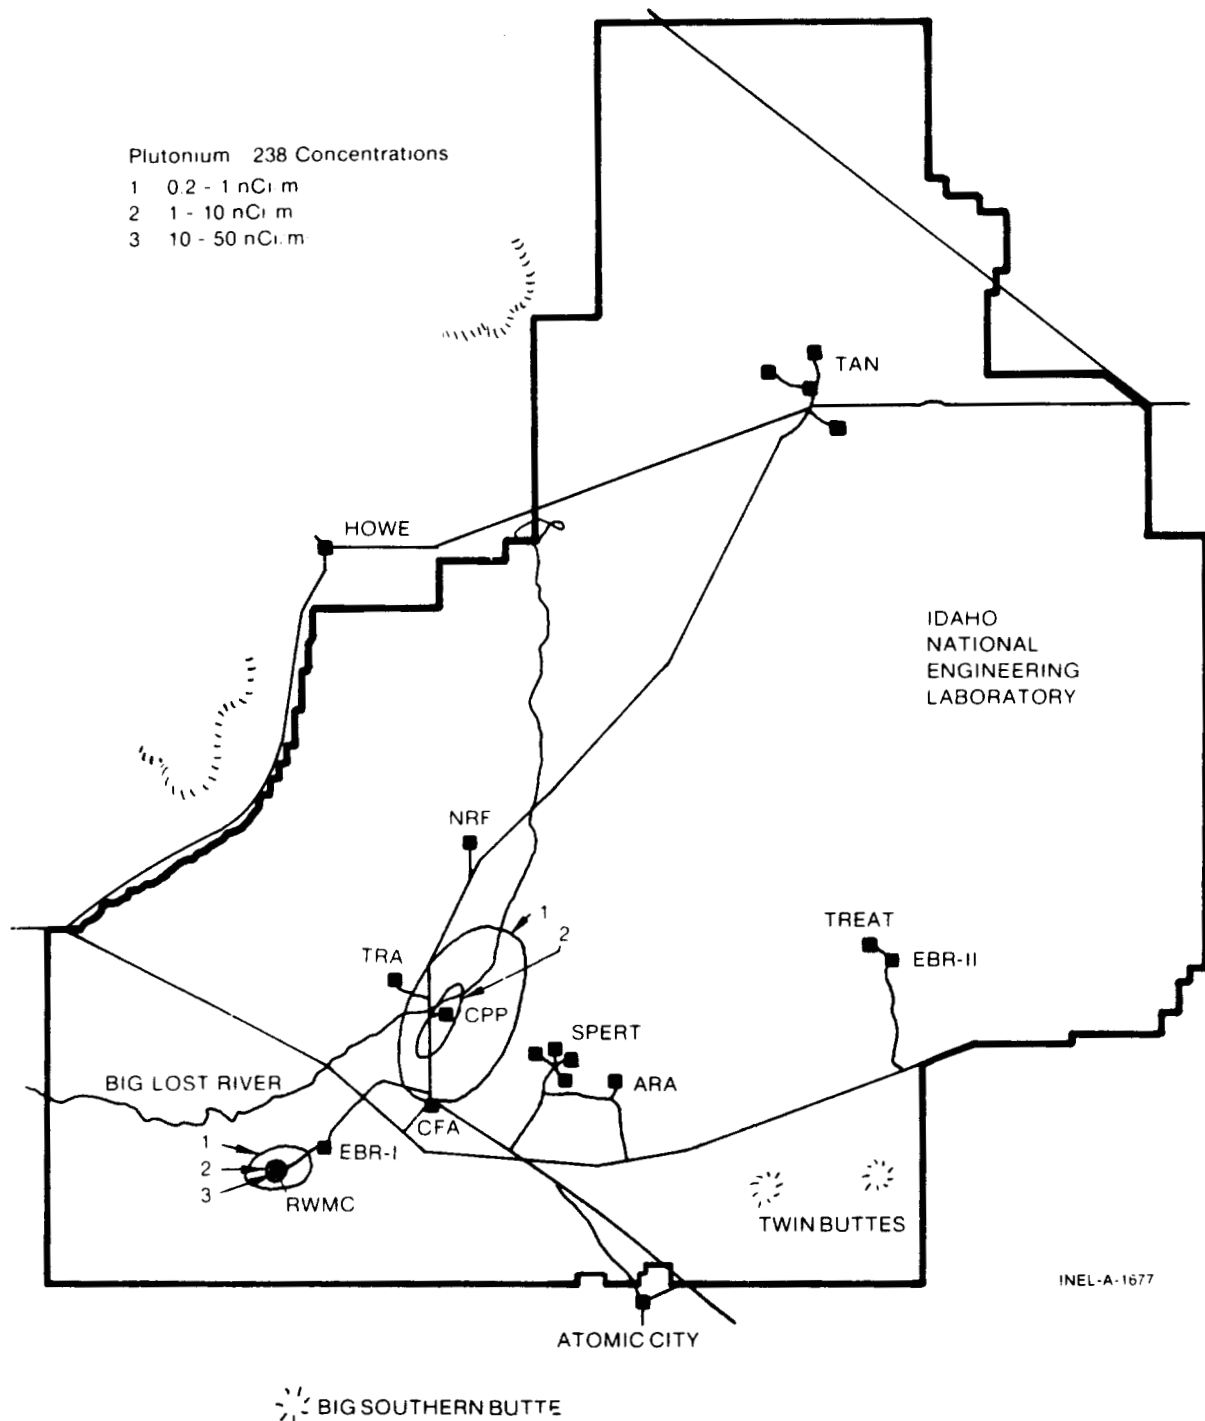 Plutonium 238 Concentrations
1 0.2 - 1 nCi m
2 1 - 10 nCi m
3 10 - 50 nCi. m
TAN
HOWE
IDAHO
NATIONAL
ENGINEERING
LABORATORY
NRF
1
2
TREAT
EBR-II
TRA
CPP
SPERT
BIG LOST RIVER
ARA
CFA
1
EBR-I
2
3
RWMC
TWIN BUTTES
INEL-A-1677
ATOMIC CITY
BIG SOUTHERN BUTTE